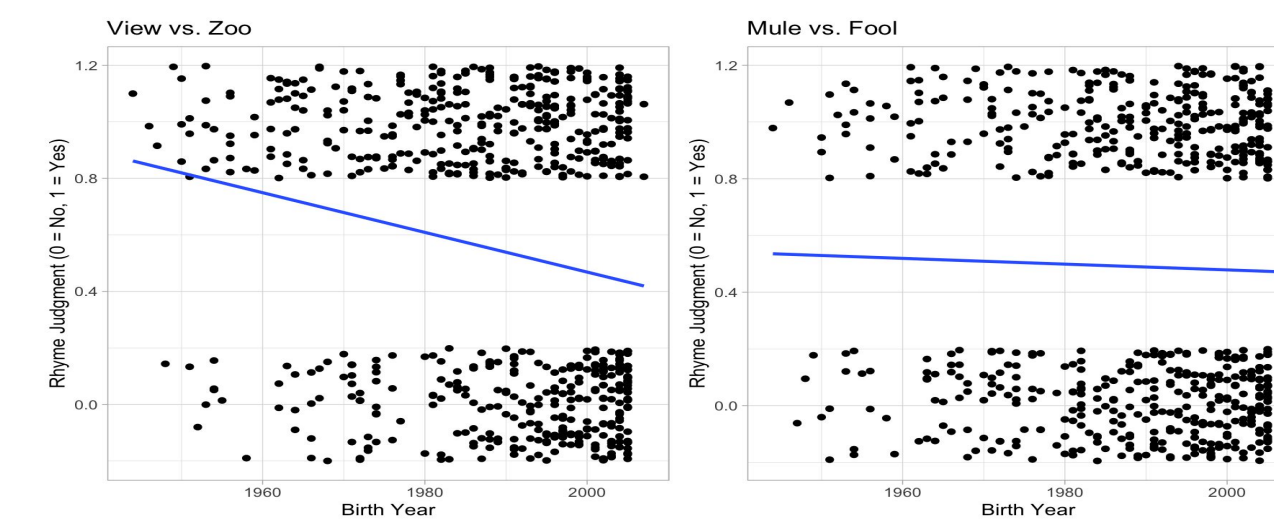 View vs. Zoo
1.2
0.8
0.4
0.0
Rhyme Judgment (0 = No, 1 = Yes)
1960 1980 2000
Birth Year
Mule vs. Fool
1.2
0.8
0.4
0.0
Rhyme Judgment (0 = No, 1 = Yes)
1960 1980 2000
Birth Year